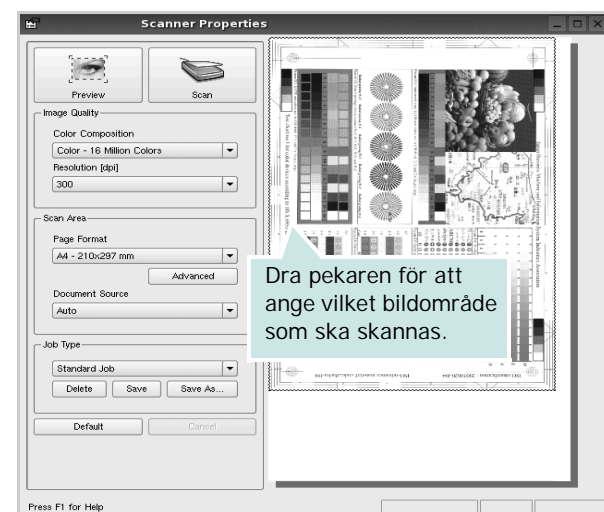 Scanner Properties
Preview
Scan
Image Quality
Color Composition
Color - 16 Million Colors
Resolution [dpi]
300
Scan Area
Page Format
A4 - 210x297 mm
Advanced
Document Source
Auto
Job Type
Standard Job
Delete
Save
Save As...
Default
Cancel
Press F1 for Help
Dra pekaren för att
ange vilket bildområde
som ska skannas.